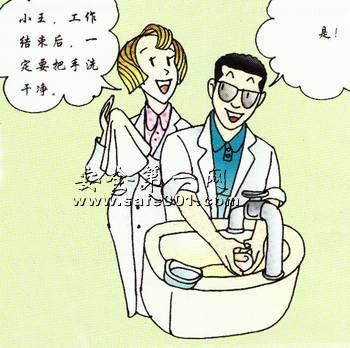 小王，工作
结束后，一
定要把手洗
干净。
是！
安全第一网
www.safe001.com